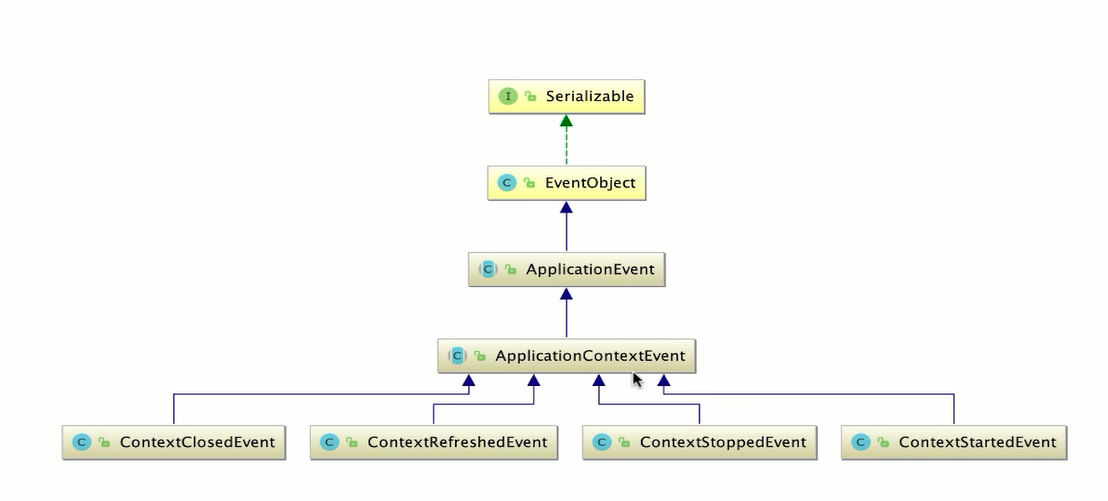 I Serializable
C EventObject
C ApplicationEvent
C ApplicationContextEvent
C ContextClosedEvent C ContextRefreshedEvent C ContextStoppedEvent C ContextStartedEvent